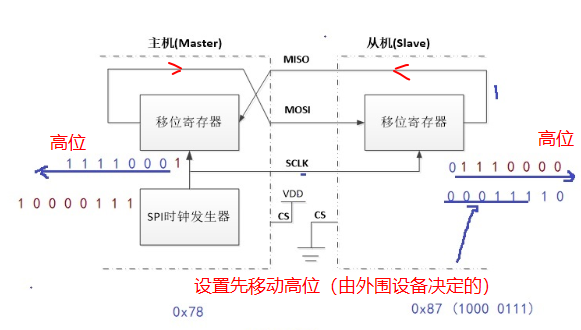 主机(Master)
从机(Slave)
MISO
MOSI
移位寄存器
移位寄存器
高位
高位
1 1 1 1 0 0 0 1
SCLK
0 1 1 1 0 0 0 0
1 0 0 0 0 1 1 1
SPI时钟发生器
VDD
CS
CS
0 0 0 1 1 1 1 0
设置先移动高位（由外围设备决定的）
0x78
0x87（1000 0111）